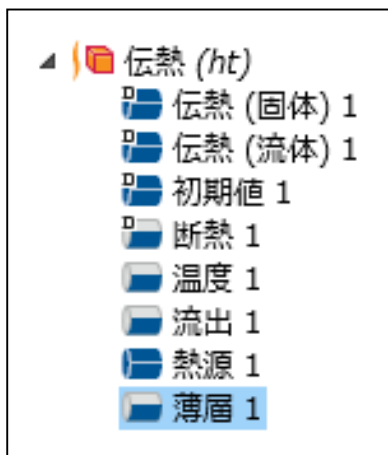 伝熱 (ht)
D 伝熱 (固体) 1
D 伝熱 (流体) 1
D 初期値 1
D 断熱 1
温度 1
流出 1
熱源 1
薄層 1